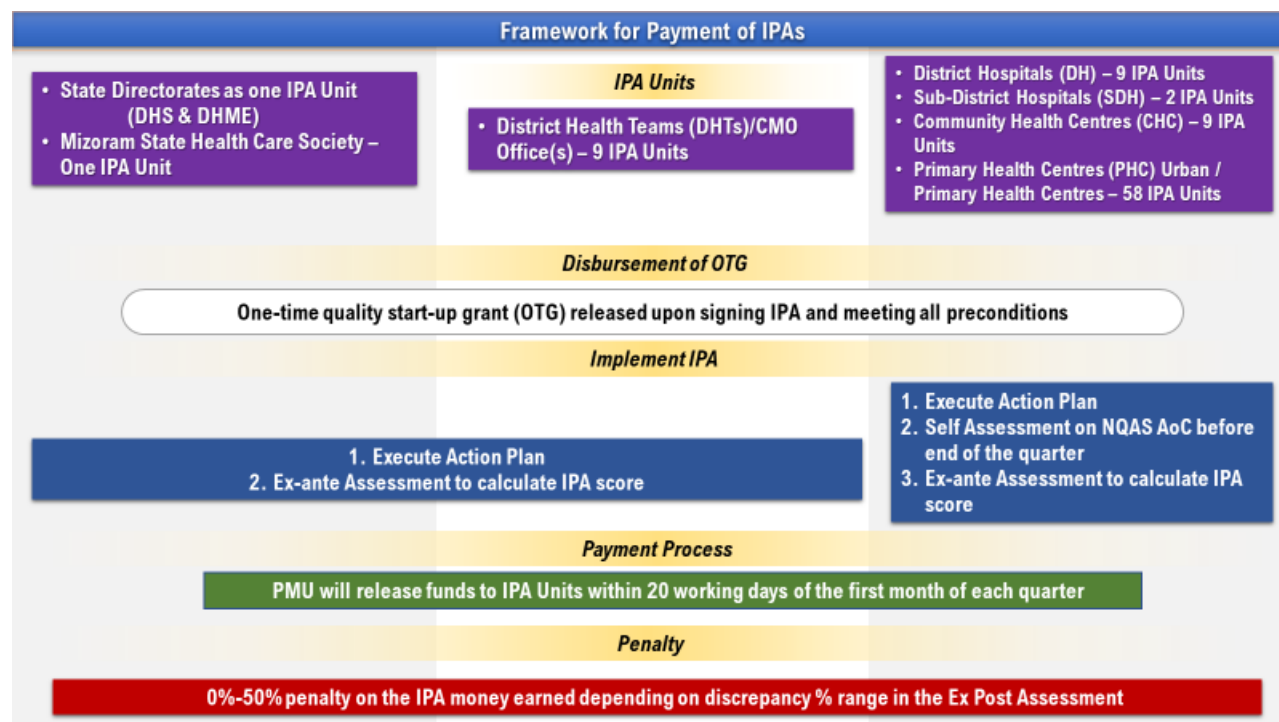 Framework for Payment of IPAs
• State Directorates as one IPA Unit
(DHS & DHME)
• Mizoram State Health Care Society –
One IPA Unit
IPA Units
• District Health Teams (DHTs)/CMO
Office(s) – 9 IPA Units
• District Hospitals (DH) – 9 IPA Units
• Sub-District Hospitals (SDH) – 2 IPA Units
• Community Health Centres (CHC) – 9 IPA
Units
• Primary Health Centres (PHC) Urban /
Primary Health Centres – 58 IPA Units
Disbursement of OTG
One-time quality start-up grant (OTG) released upon signing IPA and meeting all preconditions
Implement IPA
1. Execute Action Plan
2. Ex-ante Assessment to calculate IPA score
1. Execute Action Plan
2. Self Assessment on NQAS AoC before
end of the quarter
3. Ex-ante Assessment to calculate IPA
score
Payment Process
PMU will release funds to IPA Units within 20 working days of the first month of each quarter
Penalty
0%-50% penalty on the IPA money earned depending on discrepancy % range in the Ex Post Assessment